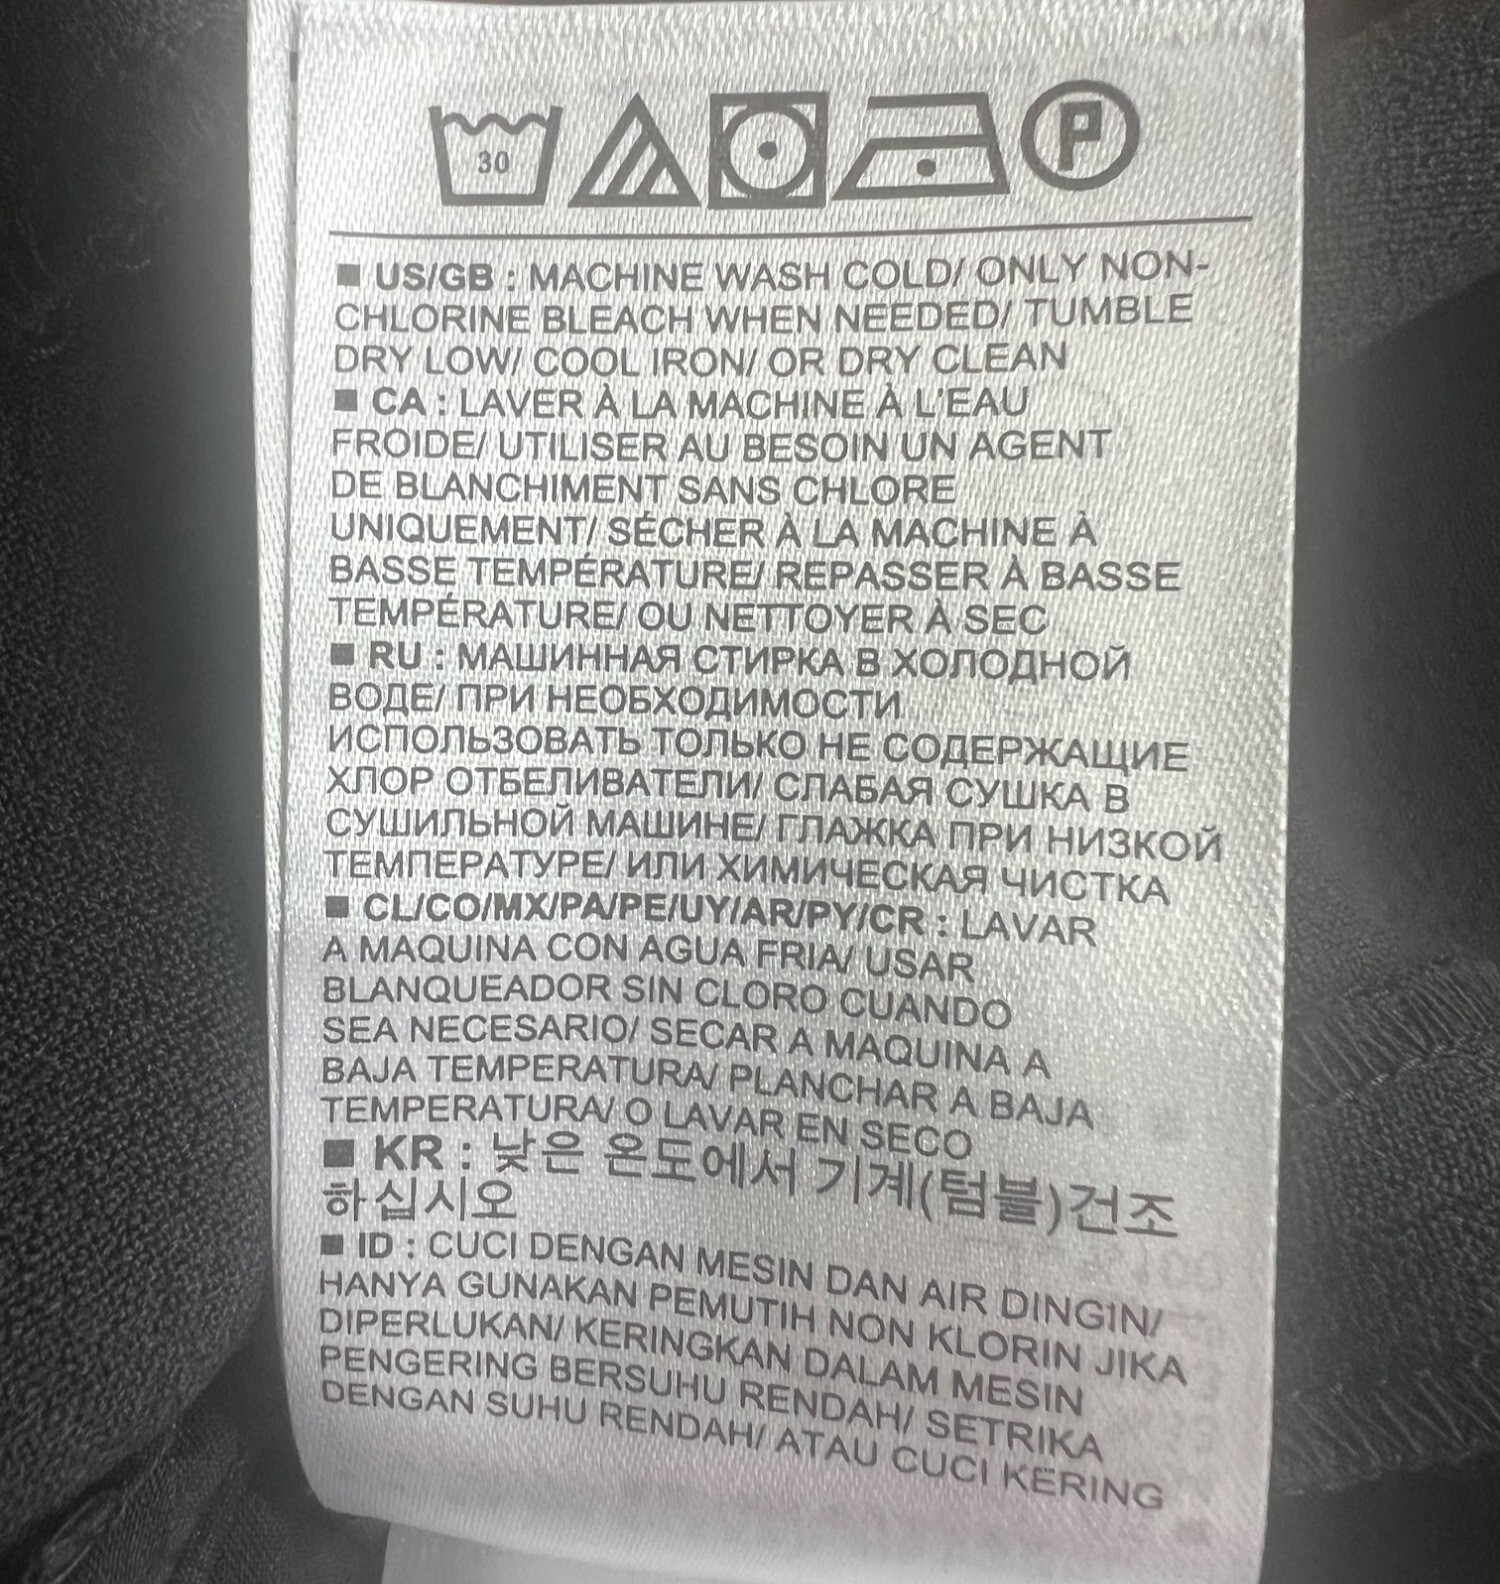 30
P
■ US/GB : MACHINE WASH COLD/ ONLY NON-
CHLORINE BLEACH WHEN NEEDED/ TUMBLE
DRY LOW/ COOL IRON/ OR DRY CLEAN
■ CA : LAVER À LA MACHINE À L'EAU
FROIDE/ UTILISER AU BESOIN UN AGENT
DE BLANCHIMENT SANS CHLORE
UNIQUEMENT/ SÉCHER À LA MACHINE À
BASSE TEMPÉRATURE/ REPASSER À BASSE
TEMPÉRATURE/ OU NETTOYER À SEC
■ RU : МАШИННАЯ СТИРКА В ХОЛОДНОЙ
ВОДЕ/ ПРИ НЕОБХОДИМОСТИ
ИСПОЛЬЗОВАТЬ ТОЛЬКО НЕ СОДЕРЖАЩИЕ
ХЛОР ОТБЕЛИВАТЕЛИ/ СЛАБАЯ СУШКА В
СУШИЛЬНОЙ МАШИНЕ/ ГЛАЖКА ПРИ НИЗКОЙ
ТЕМПЕРАТУРЕ/ ИЛИ ХИМИЧЕСКАЯ ЧИСТКА
■ CL/CO/MX/PA/PE/UY/AR/PY/CR : LAVAR
A MAQUINA CON AGUA FRIA/ USAR
BLANQUEADOR SIN CLORO CUANDO
SEA NECESARIO/ SECAR A MAQUINA A
BAJA TEMPERATURA/ PLANCHAR A BAJA
TEMPERATURA/ O LAVAR EN SECO
■ KR : 낮은 온도에서 기계(텀블)건조
하십시오
■ ID : CUCI DENGAN MESIN DAN AIR DINGIN/
HANYA GUNAKAN PEMUTIH NON KLORIN JIKA
DIPERLUKAN/ KERINGKAN DALAM MESIN
PENGERING BERSUHU RENDAH/ SETRIKA
DENGAN SUHU RENDAH/ ATAU CUCI KERING